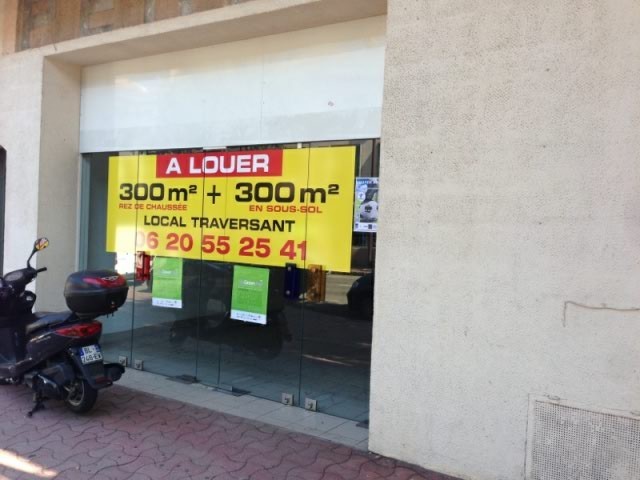 A LOUER
300 m² + 300 m²
REZ DE CHAUSSEE EN SOUS-SOL
LOCAL TRAVERSANT
06 20 55 25 41